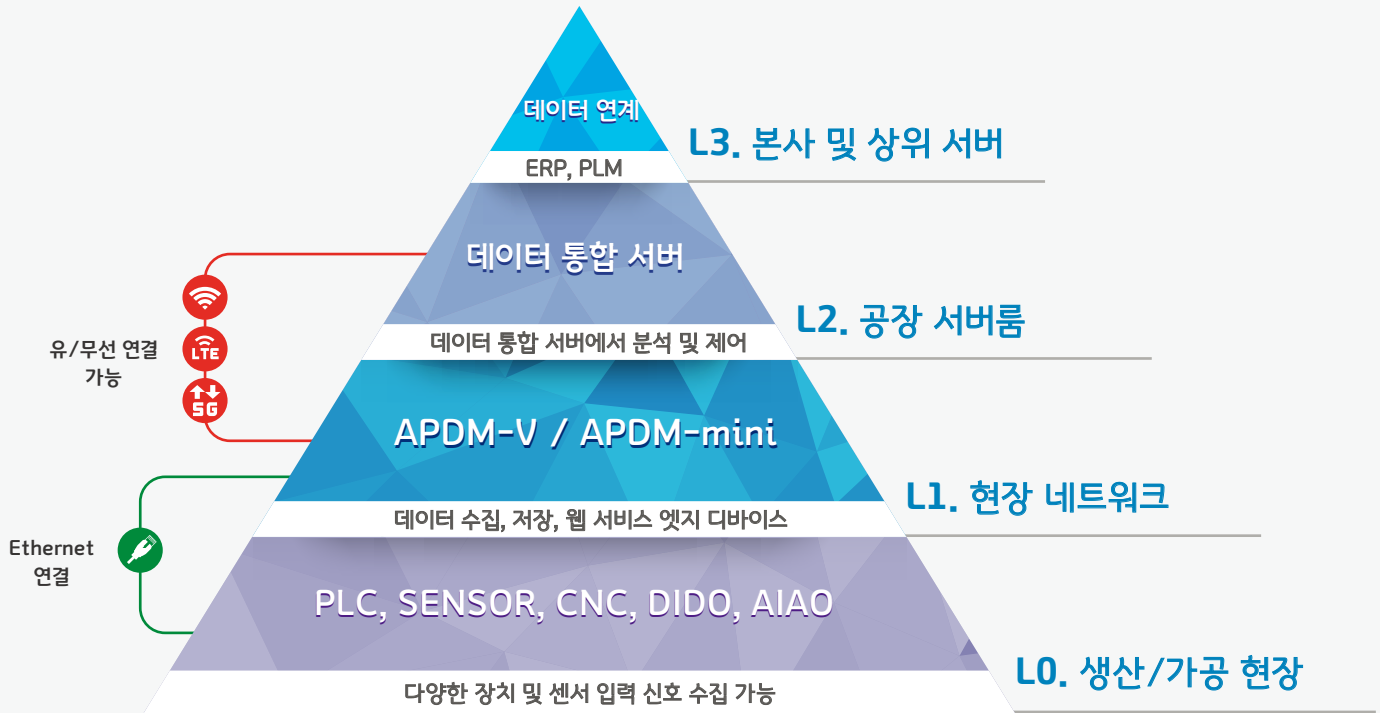 데이터 연계
L3. 본사 및 상위 서버
ERP, PLM
데이터 통합 서버
L2. 공장 서버룸
데이터 통합 서버에서 분석 및 제어
유/무선 연결
가능
LTE
5G
APDM-V / APDM-mini
L1. 현장 네트워크
데이터 수집, 저장, 웹 서비스 엣지 디바이스
Ethernet
연결
PLC, SENSOR, CNC, DIDO, AIAO
L0. 생산/가공 현장
다양한 장치 및 센서 입력 신호 수집 가능